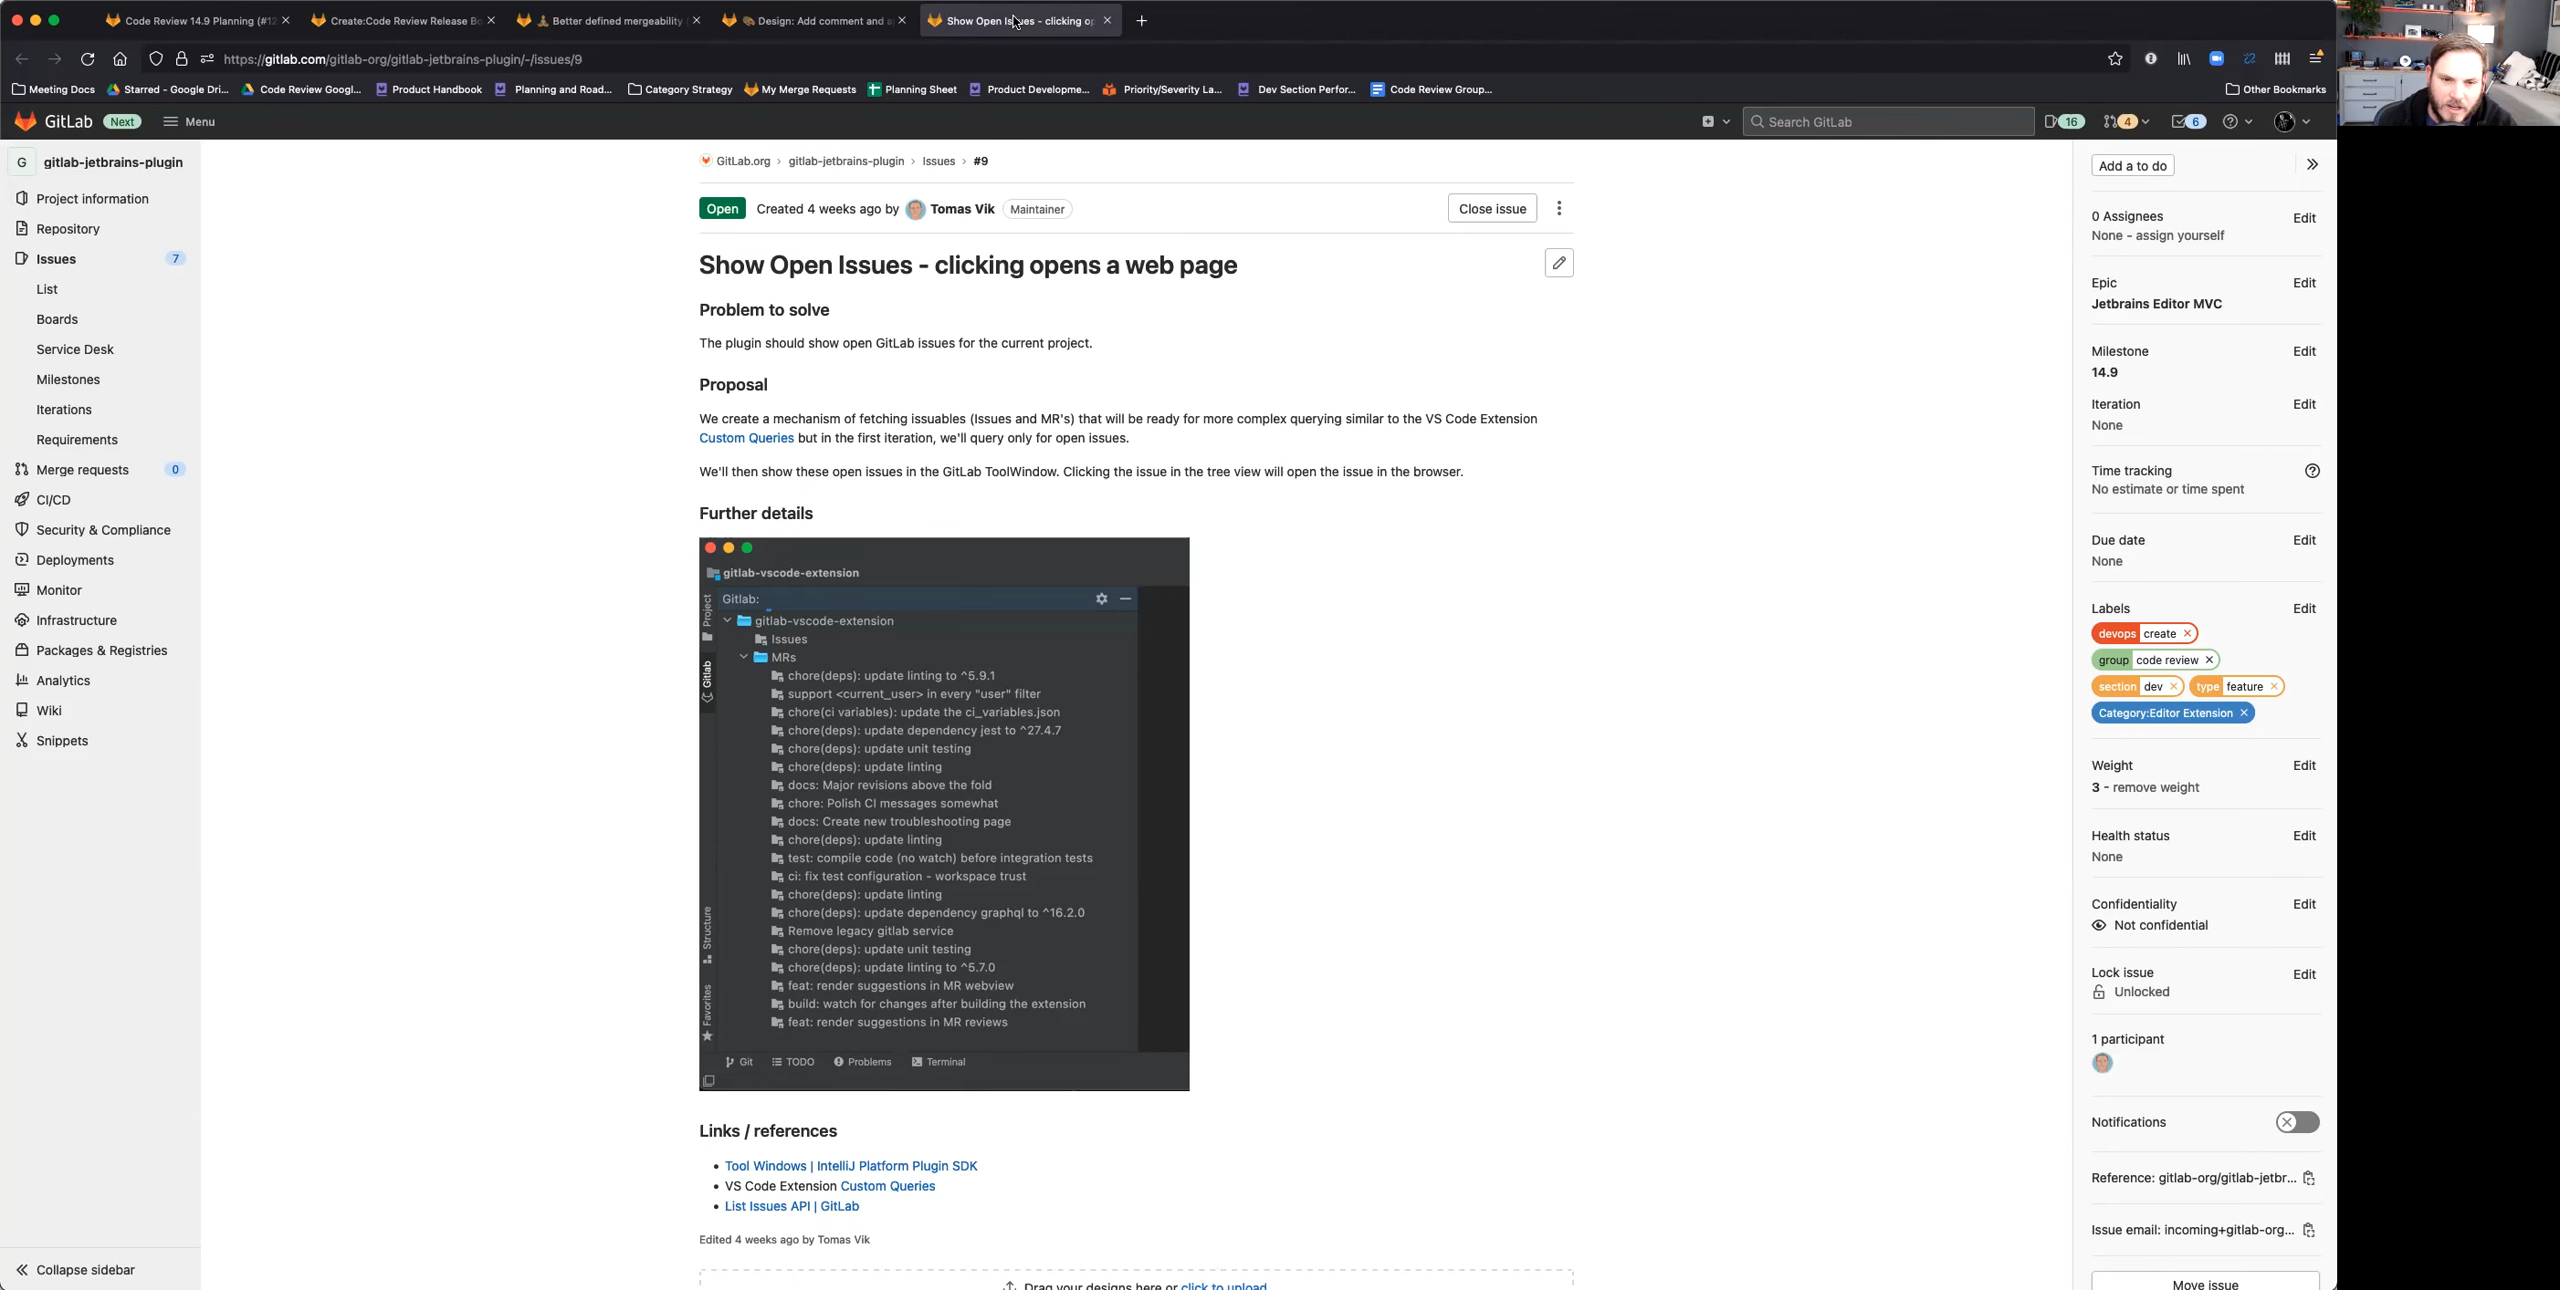 Code Review 14.9 Planning (#12
Create:Code Review Release Bo
Better defined mergeability
Design: Add comment and a
Show Open Issues - clicking op
https://gitlab.com/gitlab-org/gitlab-jetbrains-plugin/-/issues/9
Meeting Docs
Starred - Google Dri...
Code Review Googl...
Product Handbook
Planning and Road...
Category Strategy
My Merge Requests
Planning Sheet
Product Developme...
Priority/Severity La...
Dev Section Perfor...
Code Review Group...
Other Bookmarks
GitLab Next Menu
Search GitLab
16
4
6
G gitlab-jetbrains-plugin
Project information
Repository
Issues 7
List
Boards
Service Desk
Milestones
Iterations
Requirements
Merge requests 0
CI/CD
Security & Compliance
Deployments
Monitor
Infrastructure
Packages & Registries
Analytics
Wiki
Snippets
Collapse sidebar
GitLab.org › gitlab-jetbrains-plugin › Issues › #9
Open Created 4 weeks ago by Tomas Vik Maintainer
Close issue
Show Open Issues - clicking opens a web page
Problem to solve
The plugin should show open GitLab issues for the current project.
Proposal
We create a mechanism of fetching issuables (Issues and MR's) that will be ready for more complex querying similar to the VS Code Extension
Custom Queries but in the first iteration, we'll query only for open issues.
We'll then show these open issues in the GitLab ToolWindow. Clicking the issue in the tree view will open the issue in the browser.
Further details
gitlab-vscode-extension
Gitlab:
Project
Gitlab
Structure
Favorites
gitlab-vscode-extension
Issues
MRs
chore(deps): update linting to ^5.9.1
support <current_user> in every "user" filter
chore(ci variables): update the ci_variables.json
chore(deps): update dependency jest to ^27.4.7
chore(deps): update unit testing
chore(deps): update linting
docs: Major revisions above the fold
chore: Polish CI messages somewhat
docs: Create new troubleshooting page
chore(deps): update linting
test: compile code (no watch) before integration tests
ci: fix test configuration - workspace trust
chore(deps): update linting
chore(deps): update dependency graphql to ^16.2.0
Remove legacy gitlab service
chore(deps): update unit testing
chore(deps): update linting to ^5.7.0
feat: render suggestions in MR webview
build: watch for changes after building the extension
feat: render suggestions in MR reviews
Git TODO Problems Terminal
Links / references
• Tool Windows | IntelliJ Platform Plugin SDK
• VS Code Extension Custom Queries
• List Issues API | GitLab
Edited 4 weeks ago by Tomas Vik
Drag your designs here or click to upload.
Add a to do
0 Assignees Edit
None - assign yourself
Epic Edit
Jetbrains Editor MVC
Milestone Edit
14.9
Iteration Edit
None
Time tracking
No estimate or time spent
Due date Edit
None
Labels Edit
devops create
group code review
section dev type feature
Category:Editor Extension
Weight Edit
3 - remove weight
Health status Edit
None
Confidentiality Edit
Not confidential
Lock issue Edit
Unlocked
1 participant
Notifications
Reference: gitlab-org/gitlab-jetbr...
Issue email: incoming+gitlab-org...
Move issue